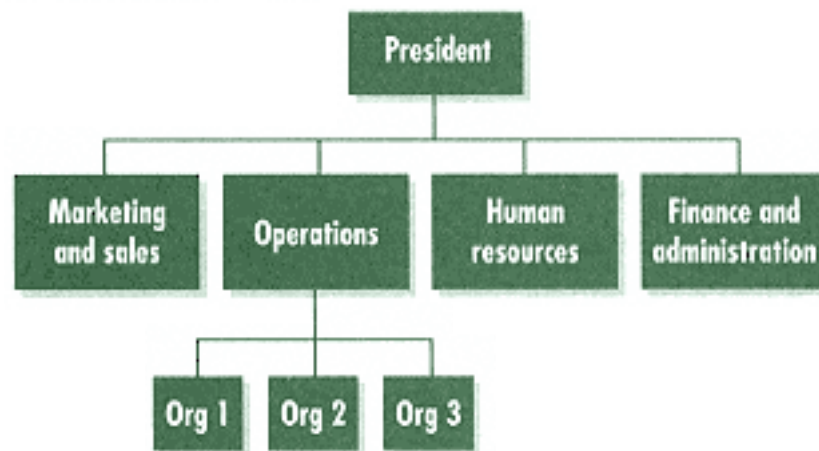 President
Marketing
and sales
Operations
Human
resources
Finance and
administration
Org 1
Org 2
Org 3